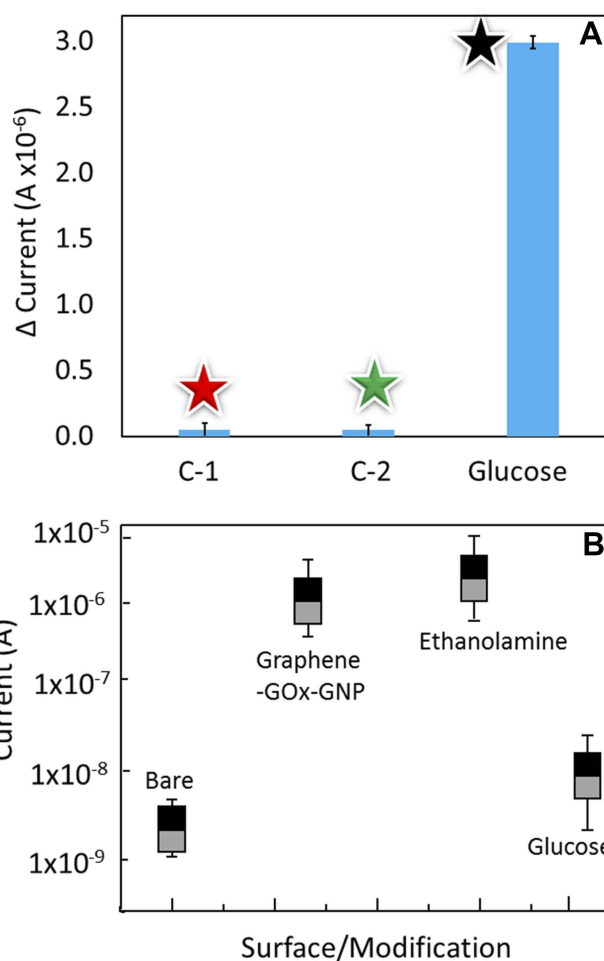 A
3.0
2.5
2.0
1.5
1.0
0.5
0.0
Δ Current (A x10⁻⁶)
C-1
C-2
Glucose
B
1x10⁻⁵
1x10⁻⁶
1x10⁻⁷
1x10⁻⁸
1x10⁻⁹
Current (A)
Bare
Graphene
-GOx-GNP
Ethanolamine
Glucose
Surface/Modification